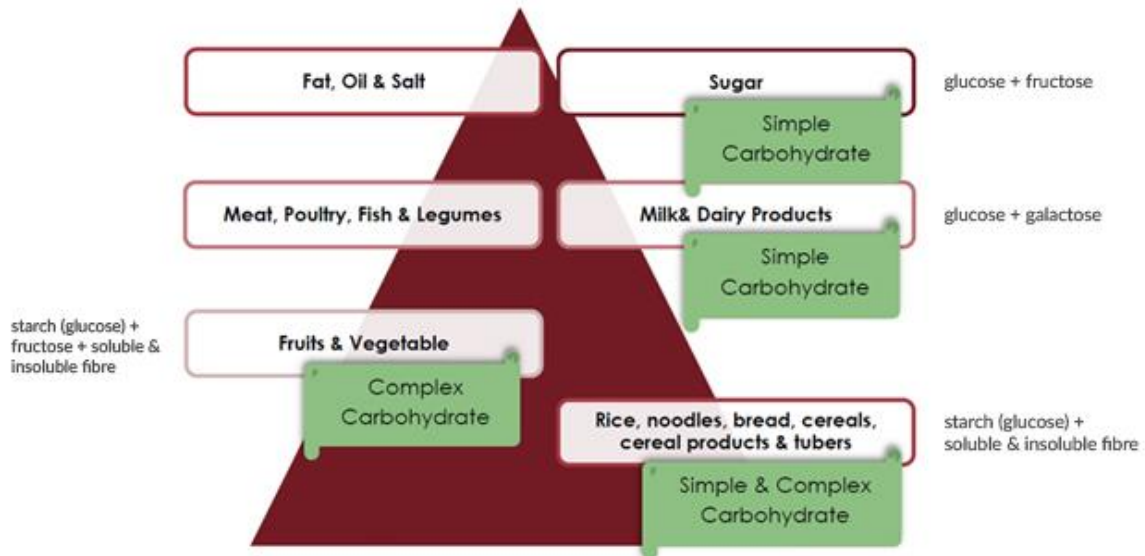 Fat, Oil & Salt
Sugar
glucose + fructose
Simple
Carbohydrate
Meat, Poultry, Fish & Legumes
Milk& Dairy Products
glucose + galactose
Simple
Carbohydrate
starch (glucose) +
fructose + soluble &
insoluble fibre
Fruits & Vegetable
Complex
Carbohydrate
Rice, noodles, bread, cereals,
cereal products & tubers
starch (glucose) +
soluble & insoluble fibre
Simple & Complex
Carbohydrate